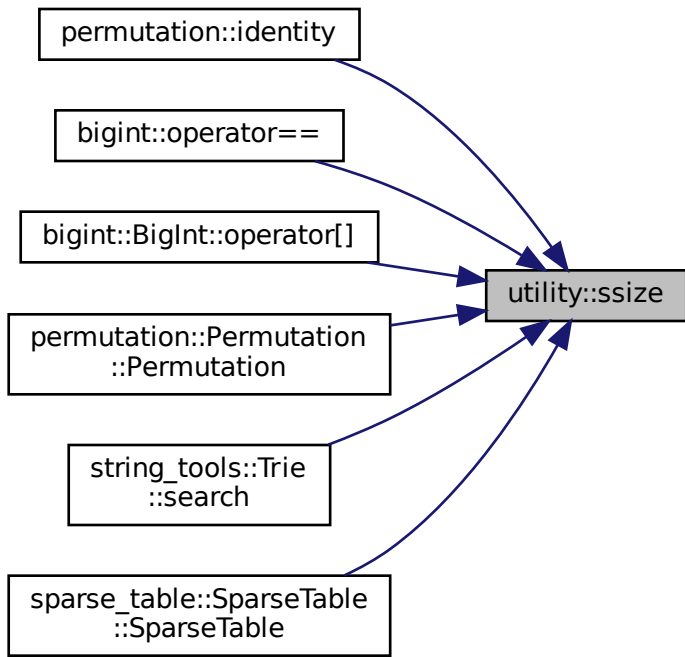 permutation::identity
bigint::operator==
bigint::BigInt::operator[]
utility::ssize
permutation::Permutation
::Permutation
string_tools::Trie
::search
sparse_table::SparseTable
::SparseTable